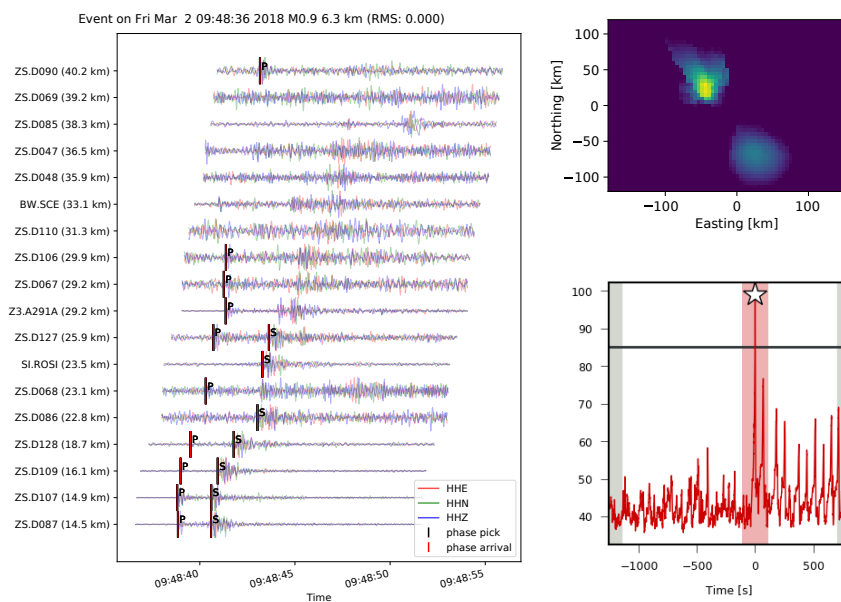 Event on Fri Mar  2 09:48:36 2018 M0.9 6.3 km (RMS: 0.000)
ZS.D090 (40.2 km)
ZS.D069 (39.2 km)
ZS.D085 (38.3 km)
ZS.D047 (36.5 km)
ZS.D048 (35.9 km)
BW.SCE (33.1 km)
ZS.D110 (31.3 km)
ZS.D106 (29.9 km)
ZS.D067 (29.2 km)
Z3.A291A (29.2 km)
ZS.D127 (25.9 km)
SI.ROSI (23.5 km)
ZS.D068 (23.1 km)
ZS.D086 (22.8 km)
ZS.D128 (18.7 km)
ZS.D109 (16.1 km)
ZS.D107 (14.9 km)
ZS.D087 (14.5 km)
P
P
P
P
P S
S
P
S
P S
P S
P S
P S
HHE
HHN
HHZ
phase pick
phase arrival
09:48:40 09:48:45 09:48:50 09:48:55
Time
Northing [km]
100
50
0
−50
−100
−100 0 100
Easting [km]
100
90
80
70
60
50
40
−1000 −500 0 500
Time [s]